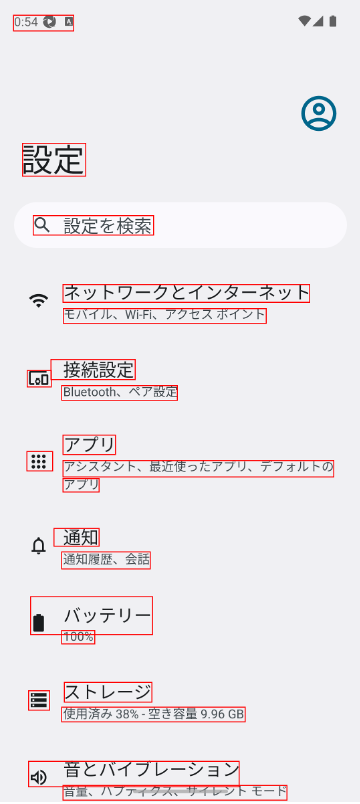 0:54
設定
設定を検索
ネットワークとインターネット
モバイル、Wi-Fi、アクセス ポイント
接続設定
Bluetooth、ペア設定
アプリ
アシスタント、最近使ったアプリ、デフォルトの
アプリ
通知
通知履歴、会話
バッテリー
100%
ストレージ
使用済み 38% - 空き容量 9.96 GB
音とバイブレーション
音量、ハプティクス、サイレント モード